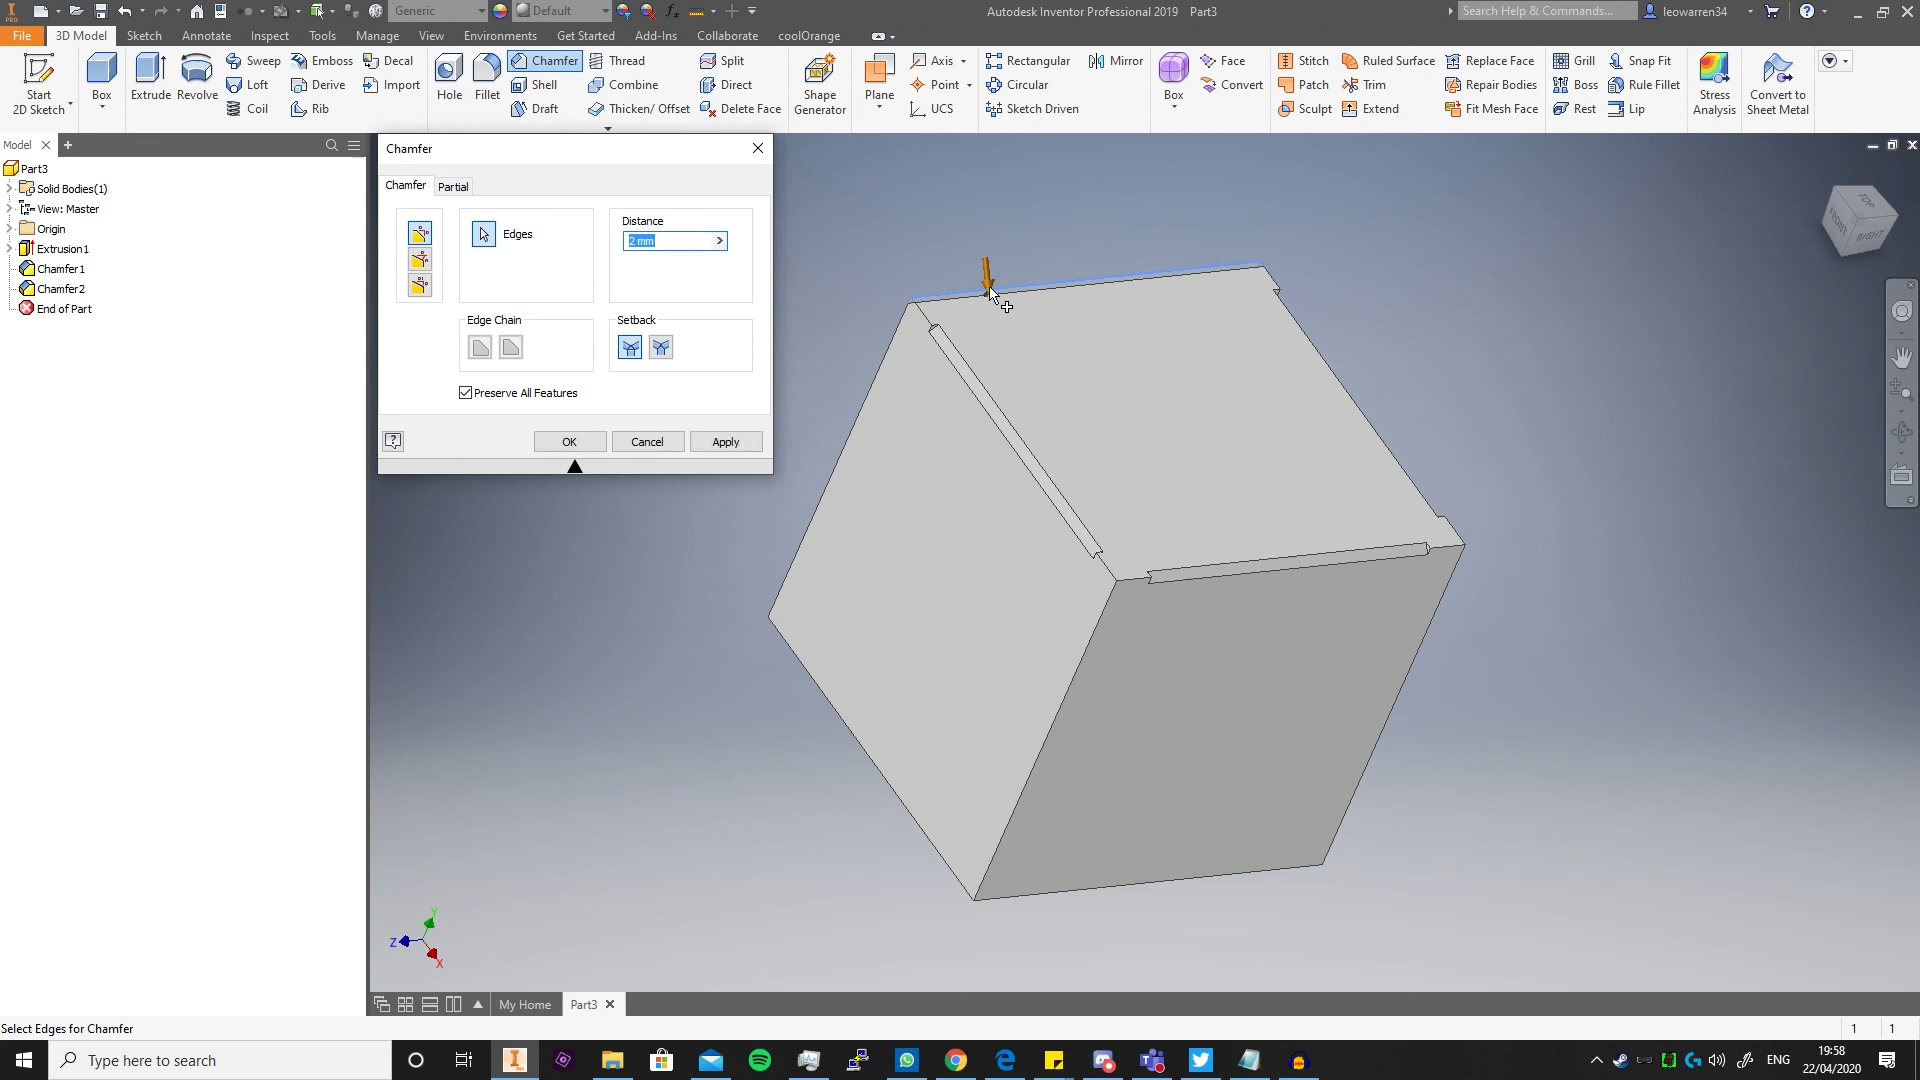 Generic
Default
Autodesk Inventor Professional 2019 Part3
Search Help & Commands...
leowarren34
PRO
File
3D Model
Sketch
Annotate
Inspect
Tools
Manage
View
Environments
Get Started
Add-Ins
Collaborate
coolOrange
Start
2D Sketch
Box
Extrude
Revolve
Sweep
Loft
Coil
Emboss
Derive
Rib
Decal
Import
Hole
Fillet
Chamfer
Shell
Draft
Thread
Combine
Thicken/ Offset
Split
Direct
Delete Face
Shape
Generator
Plane
Axis
Point
UCS
Rectangular
Circular
Sketch Driven
Mirror
Box
Face
Convert
Stitch
Patch
Sculpt
Ruled Surface
Trim
Extend
Replace Face
Repair Bodies
Fit Mesh Face
Grill
Boss
Rest
Snap Fit
Rule Fillet
Lip
Stress
Analysis
Convert to
Sheet Metal
Model
Part3
Solid Bodies(1)
View: Master
Origin
Extrusion1
Chamfer1
Chamfer2
End of Part
Chamfer
Chamfer
Partial
Edges
Distance
2 mm
Edge Chain
Setback
Preserve All Features
OK
Cancel
Apply
TOP
FRONT
RIGHT
Y
Z
X
My Home
Part3
Select Edges for Chamfer
1
1
Type here to search
ENG
19:58
22/04/2020